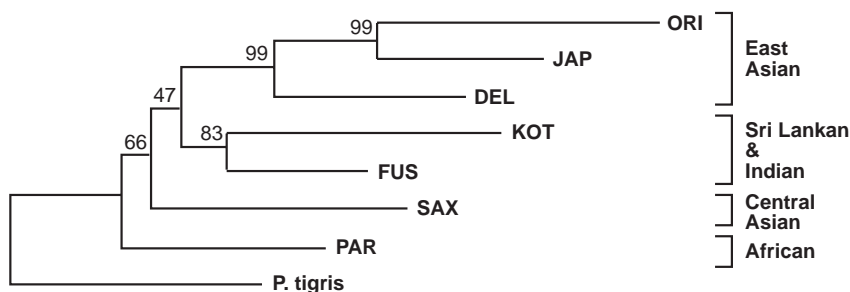 99
ORI
99
JAP
East
Asian
DEL
47
83
KOT
Sri Lankan
&
Indian
66
FUS
SAX
Central
Asian
PAR
African
P. tigris